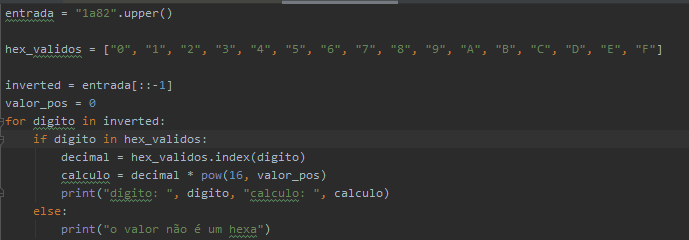 entrada = "1a82".upper()
hex_validos = ["0", "1", "2", "3", "4", "5", "6", "7", "8", "9", "A", "B", "C", "D", "E", "F"]
inverted = entrada[::-1]
valor_pos = 0
for digito in inverted:
    if digito in hex_validos:
        decimal = hex_validos.index(digito)
        calculo = decimal * pow(16, valor_pos)
        print("digito: ", digito, "calculo: ", calculo)
    else:
        print("o valor não é um hexa")